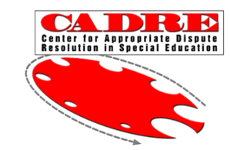 CADRE
Center for Appropriate Dispute
Resolution in Special Education